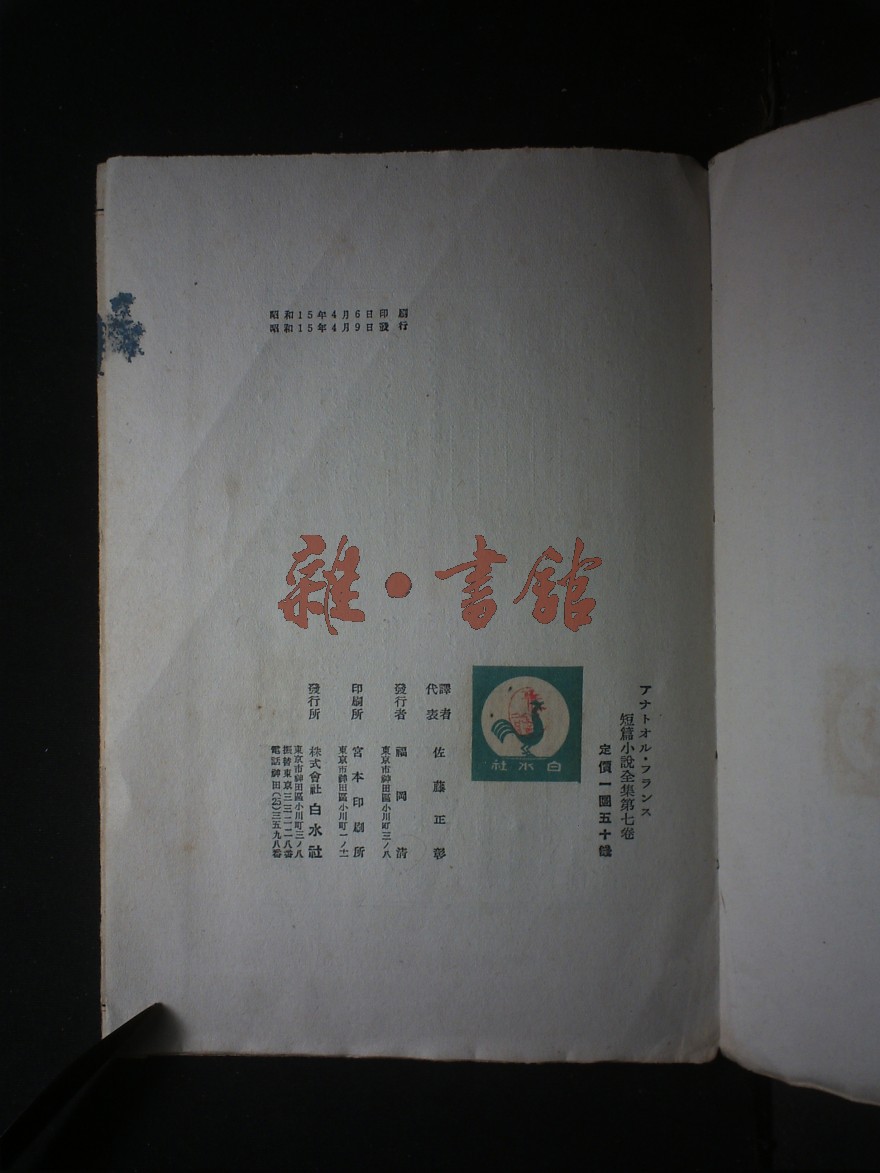 昭和15年4月6日印刷
昭和15年4月9日發行
雜·書館
アナトオル・フランス
短篇小說全集第七卷
定價一圓五十錢
白水社
譯者代表 佐藤正彰
發行者 福岡清
東京市神田區小川町三ノ八
印刷所 宮本印刷所
東京市神田區小川町一ノ十一
發行所 株式會社白水社
東京市神田區小川町三ノ八
振替東京三三二二八番
電話神田(25)三五九八番